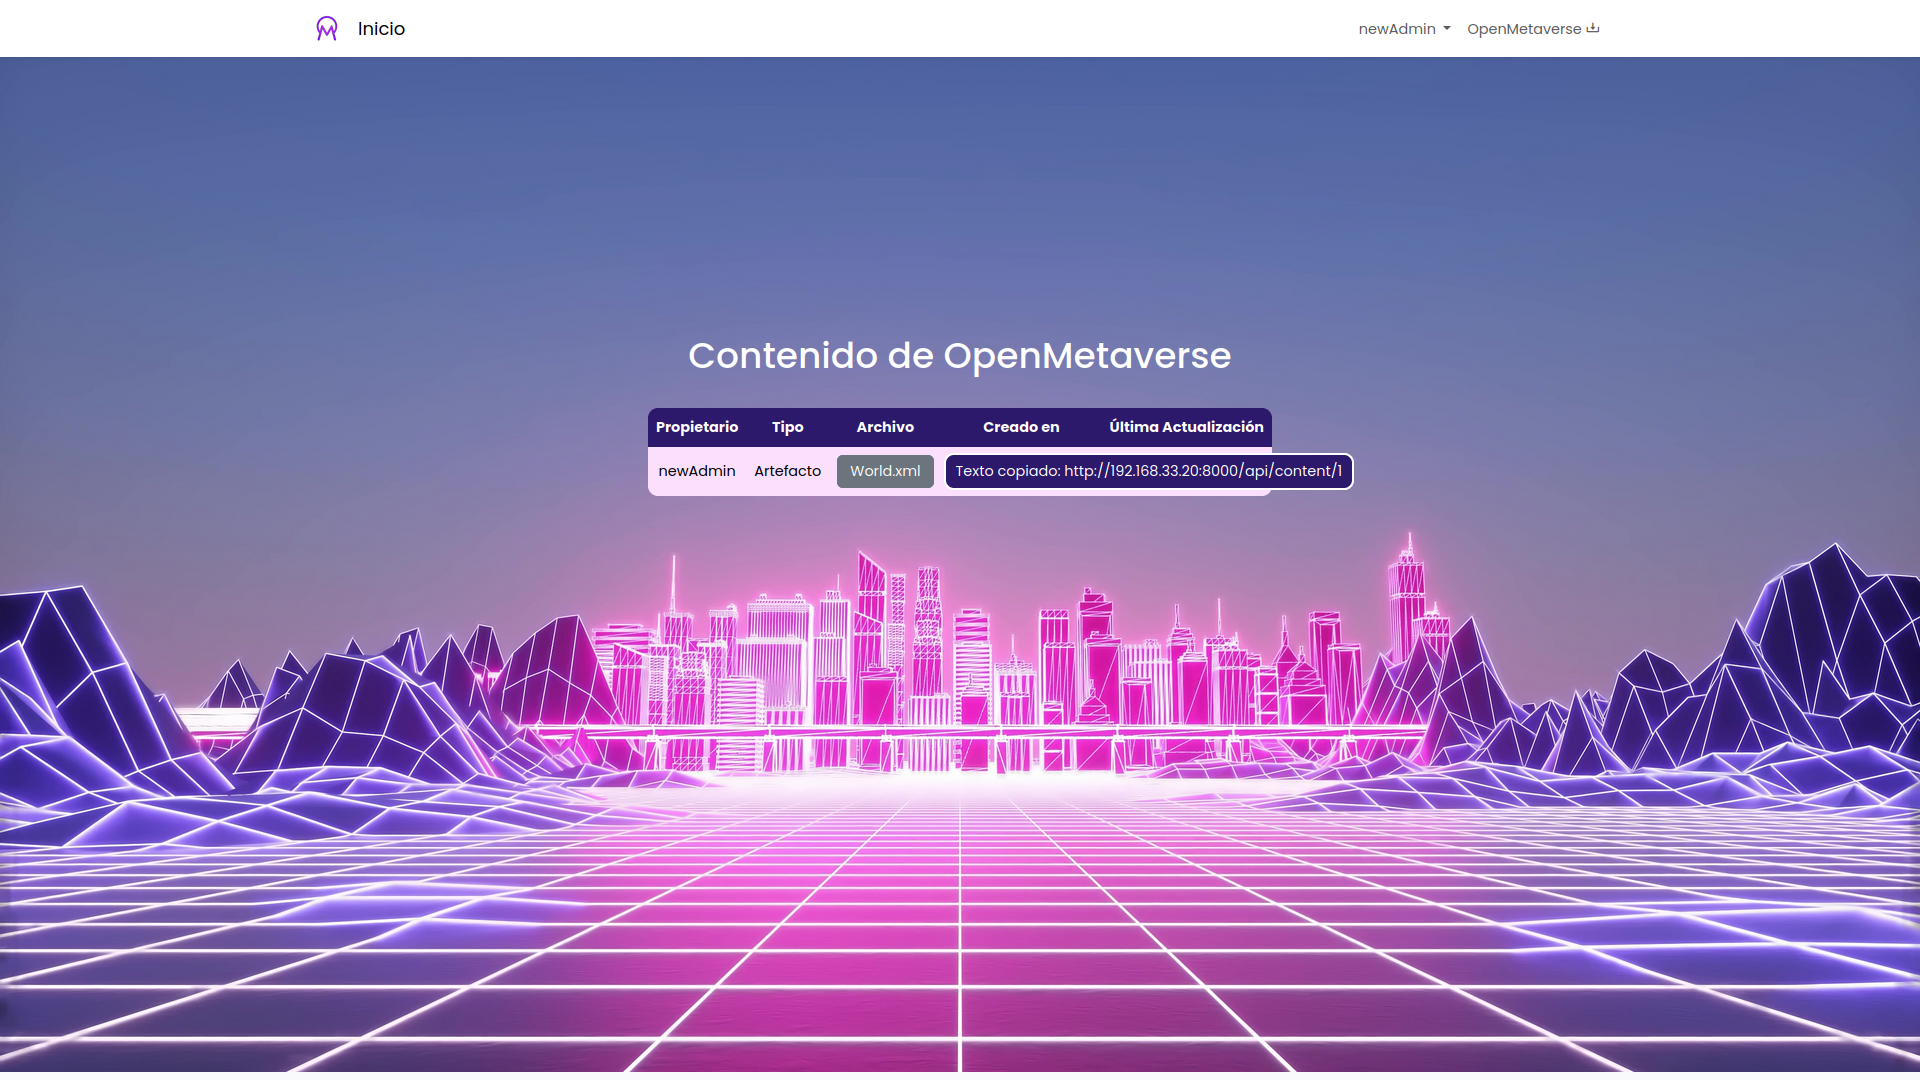 Inicio
newAdmin
OpenMetaverse
Contenido de OpenMetaverse
Propietario Tipo Archivo Creado en Última Actualización
newAdmin Artefacto World.xml Texto copiado: http://192.168.33.20:8000/api/content/1